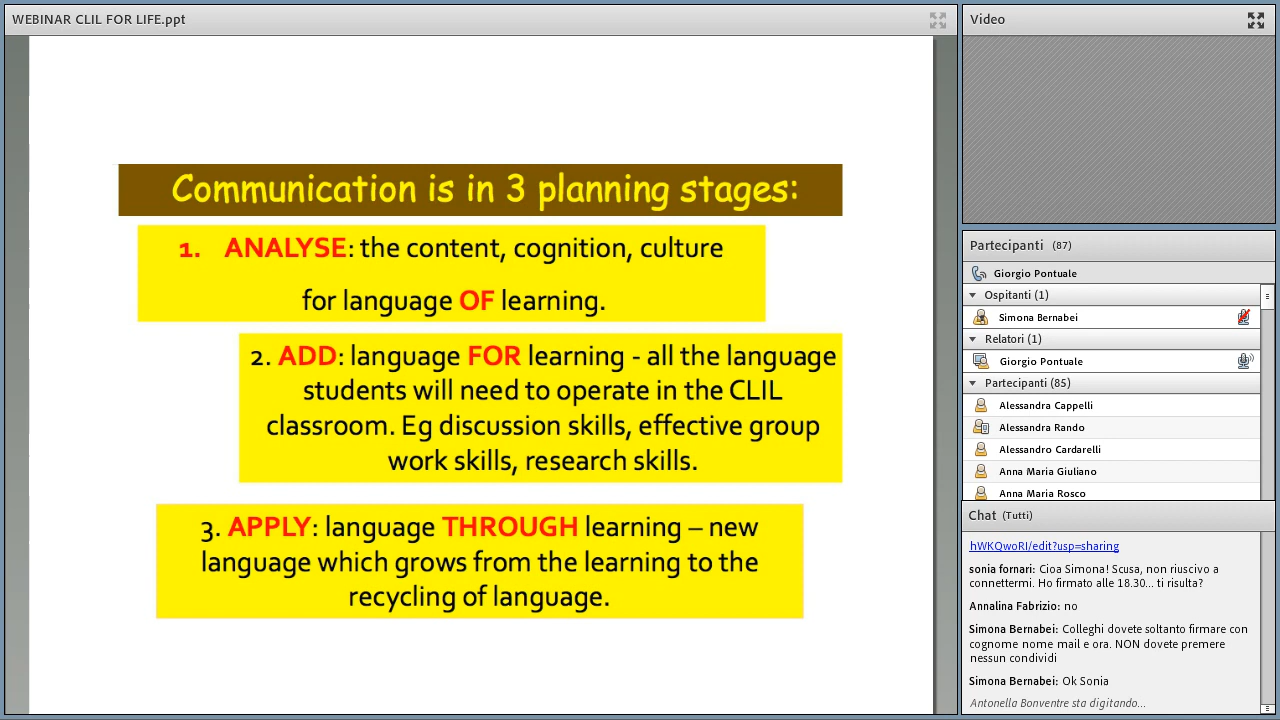 WEBINAR CLIL FOR LIFE.ppt
Communication is in 3 planning stages:
1. ANALYSE: the content, cognition, culture
for language OF learning.
2. ADD: language FOR learning - all the language
students will need to operate in the CLIL
classroom. Eg discussion skills, effective group
work skills, research skills.
3. APPLY: language THROUGH learning – new
language which grows from the learning to the
recycling of language.
Video
Partecipanti (87)
Giorgio Pontuale
Ospitanti (1)
Simona Bernabei
Relatori (1)
Giorgio Pontuale
Partecipanti (85)
Alessandra Cappelli
Alessandra Rando
Alessandro Cardarelli
Anna Maria Giuliano
Anna Maria Rosco
Chat (Tutti)
hWKQwoRI/edit?usp=sharing
sonia fornari: Cioa Simona! Scusa, non riuscivo a
connettermi. Ho firmato alle 18.30... ti risulta?
Annalina Fabrizio: no
Simona Bernabei: Colleghi dovete soltanto firmare con
cognome nome mail e ora. NON dovete premere
nessun condividi
Simona Bernabei: Ok Sonia
Antonella Bonventre sta digitando...